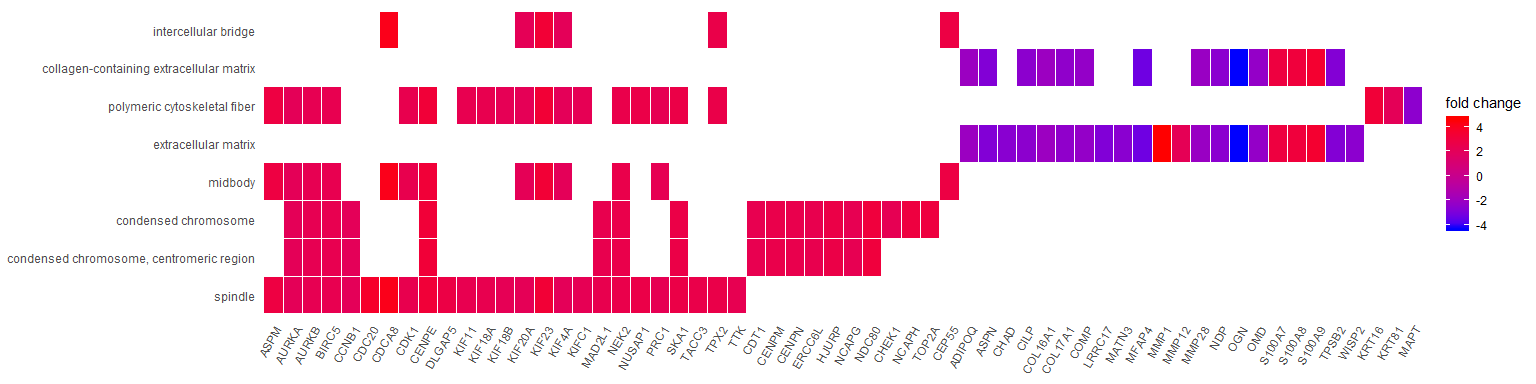 intercellular bridge
collagen-containing extracellular matrix
polymeric cytoskeletal fiber
extracellular matrix
midbody
condensed chromosome
condensed chromosome, centromeric region
spindle
fold change
4
2
0
-2
-4
ASPM
AURKA
AURKB
BIRC5
CCNB1
CDC20
CDCA8
CDK1
CENPE
DLGAP5
KIF11
KIF18A
KIF18B
KIF20A
KIF23
KIF4A
KIFC1
MAD2L1
NEK2
NUSAP1
PRC1
SKA1
TACC3
TPX2
TTK
CDT1
CENPM
CENPN
ERCC6L
HJURP
NCAPG
NDC80
CHEK1
NCAPH
TOP2A
CEP55
ADIPOQ
ASPN
CHAD
CILP
COL16A1
COL17A1
COMP
LRRC17
MATN3
MFAP4
MMP1
MMP12
MMP28
NDP
OGN
OMD
S100A7
S100A8
S100A9
TPSB2
WISP2
KRT16
KRT81
MAPT